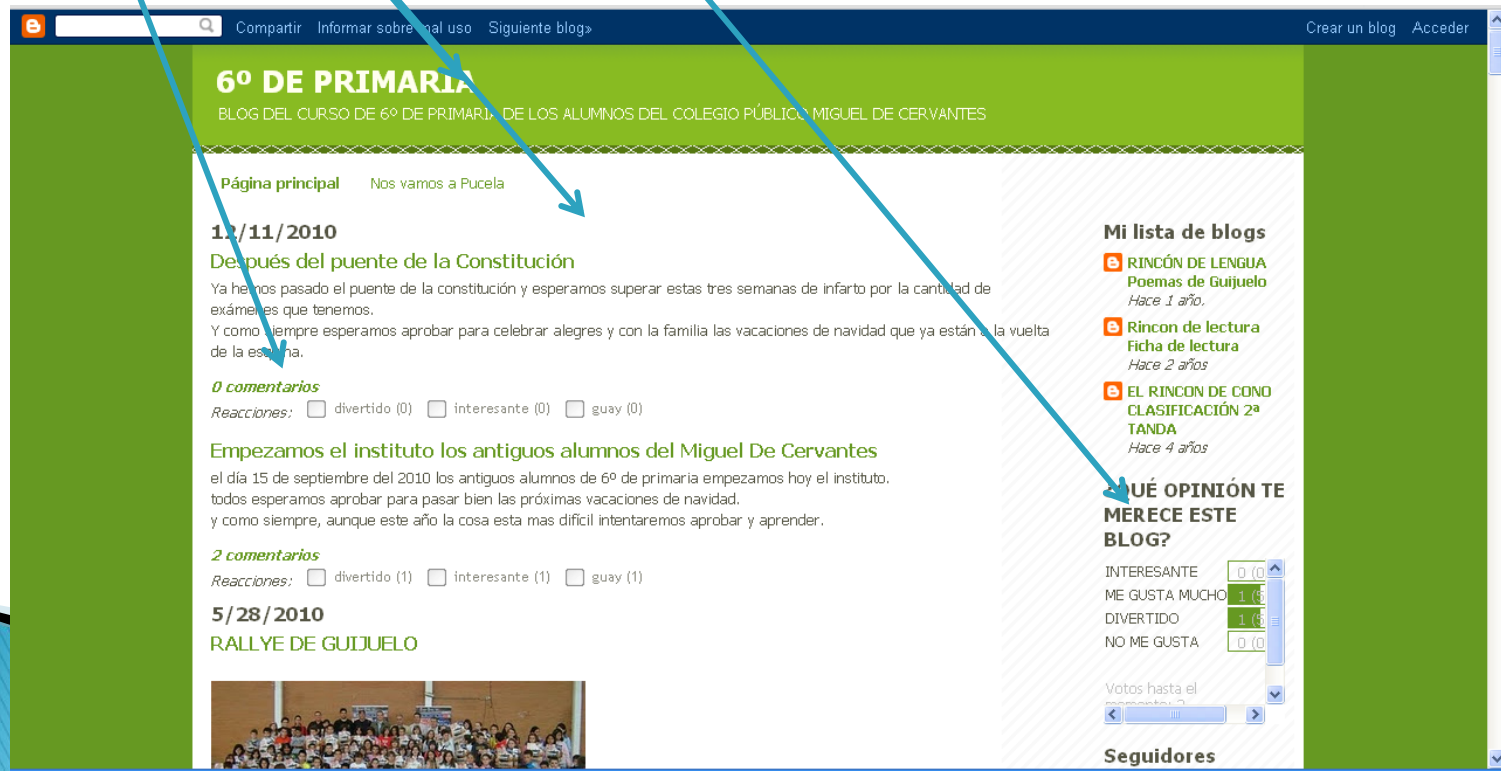 Compartir Informar sobre mal uso Siguiente blog» Crear un blog Acceder
6º DE PRIMARIA
BLOG DEL CURSO DE 6º DE PRIMARIA DE LOS ALUMNOS DEL COLEGIO PÚBLICO MIGUEL DE CERVANTES
Página principal Nos vamos a Pucela
12/11/2010
Después del puente de la Constitución
Ya hemos pasado el puente de la constitución y esperamos superar estas tres semanas de infarto por la cantidad de
exámenes que tenemos.
Y como siempre esperamos aprobar para celebrar alegres y con la familia las vacaciones de navidad que ya están a la vuelta
de la esquina.
0 comentarios
Reacciones: divertido (0) interesante (0) guay (0)
Empezamos el instituto los antiguos alumnos del Miguel De Cervantes
el día 15 de septiembre del 2010 los antiguos alumnos de 6º de primaria empezamos hoy el instituto.
todos esperamos aprobar para pasar bien las próximas vacaciones de navidad.
y como siempre, aunque este año la cosa esta mas difícil intentaremos aprobar y aprender.
2 comentarios
Reacciones: divertido (1) interesante (1) guay (1)
5/28/2010
RALLYE DE GUIJUELO
Mi lista de blogs
RINCÓN DE LENGUA
Poemas de Guijuelo
Hace 1 año.
Rincon de lectura
Ficha de lectura
Hace 2 años
EL RINCON DE CONO
CLASIFICACIÓN 2ª
TANDA
Hace 4 años
¿QUÉ OPINIÓN TE
MERECE ESTE
BLOG?
INTERESANTE 0 (0
ME GUSTA MUCHO 1 (5
DIVERTIDO 1 (5
NO ME GUSTA 0 (0
Votos hasta el
Seguidores